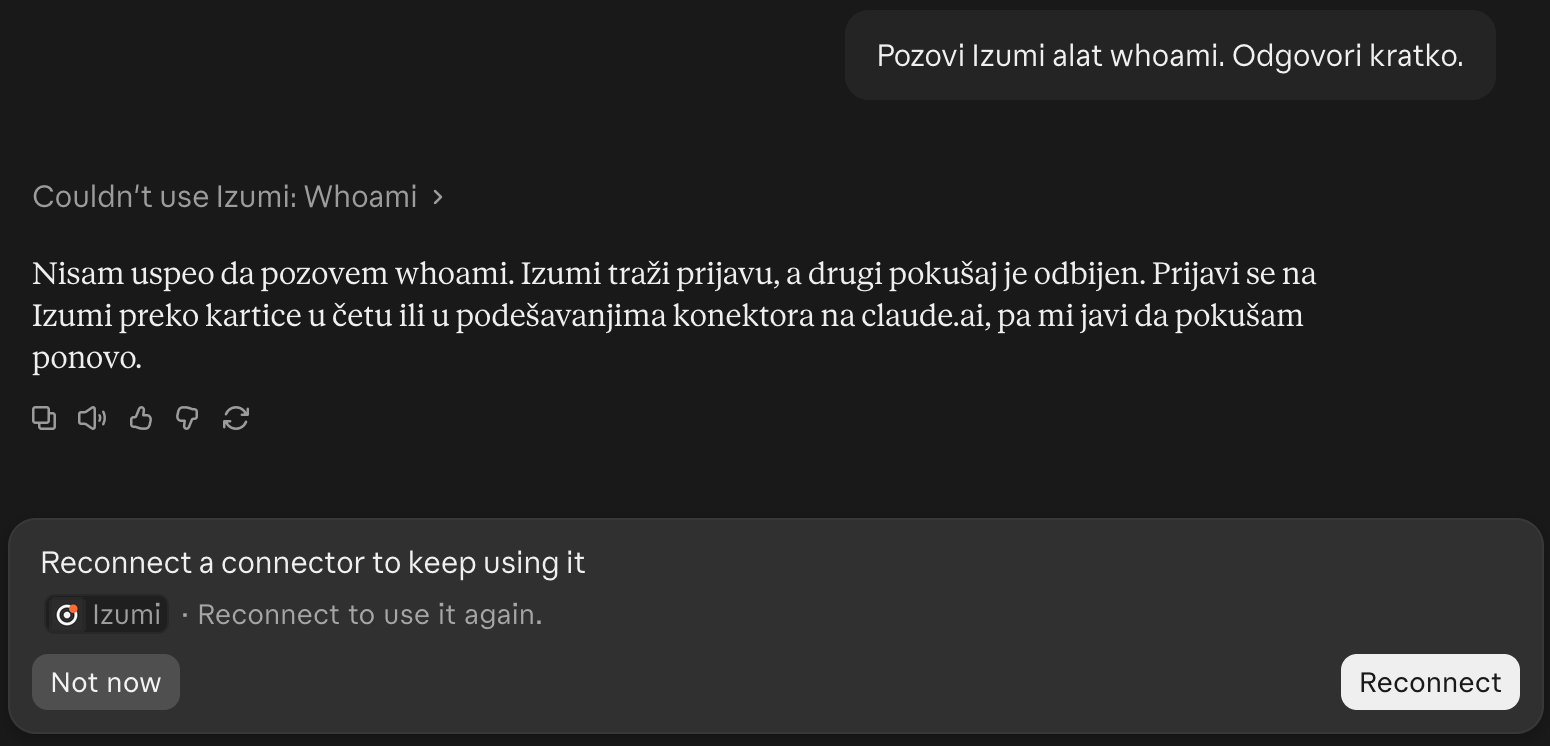 Pozovi Izumi alat whoami. Odgovori kratko.
Couldn't use Izumi: Whoami
Nisam uspeo da pozovem whoami. Izumi traži prijavu, a drugi pokušaj je odbijen. Prijavi se na
Izumi preko kartice u četu ili u podešavanjima konektora na claude.ai, pa mi javi da pokušam
ponovo.
Reconnect a connector to keep using it
Izumi · Reconnect to use it again.
Not now
Reconnect